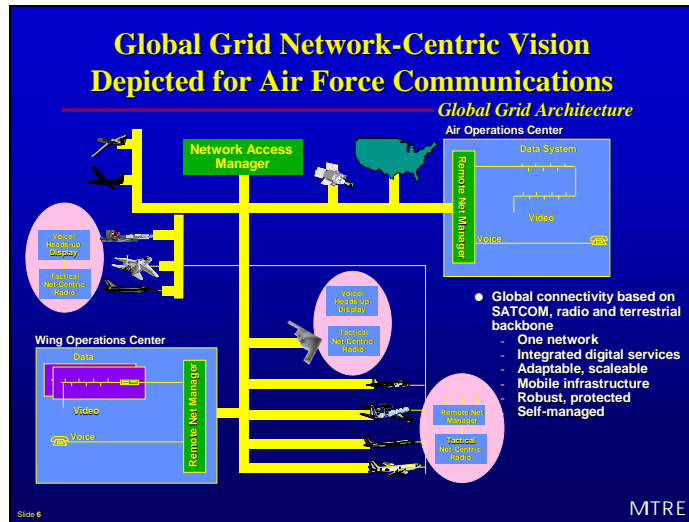 Global Grid Network-Centric Vision
Depicted for Air Force Communications
Global Grid Architecture
Air Operations Center
Network Access
Manager
Data System
Remote Net Manager
Video
Voice
Voice/
Heads-up
Display
Tactical
Net-Centric
Radio
Voice/
Heads-up
Display
Tactical
Net-Centric
Radio
● Global connectivity based on
SATCOM, radio and terrestrial
backbone
- One network
- Integrated digital services
- Adaptable, scaleable
- Mobile infrastructure
- Robust, protected
- Self-managed
Wing Operations Center
Data
Video
Voice
Remote Net Manager
Remote Net
Manager
Tactical
Net-Centric
Radio
Slide 6
MITRE